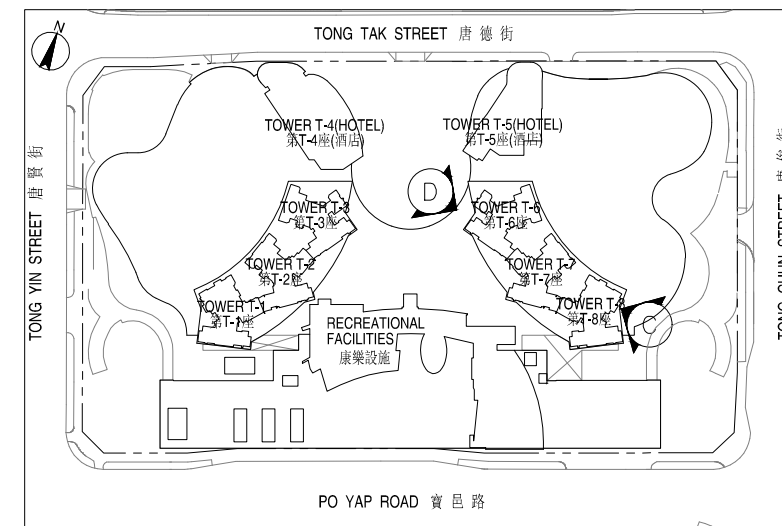 N
TONG TAK STREET 唐德街
TOWER T-4(HOTEL)
第T-4座(酒店)
TOWER T-5(HOTEL)
第T-5座(酒店)
D
TONG YIN STREET 唐賢街
TOWER T-3
第T-3座
TOWER T-6
第T-6座
TOWER T-2
第T-2座
TOWER T-7
第T-7座
TOWER T-1
第T-1座
TOWER T-8
第T-8座
C
RECREATIONAL
FACILITIES
康樂設施
PO YAP ROAD 寶邑路